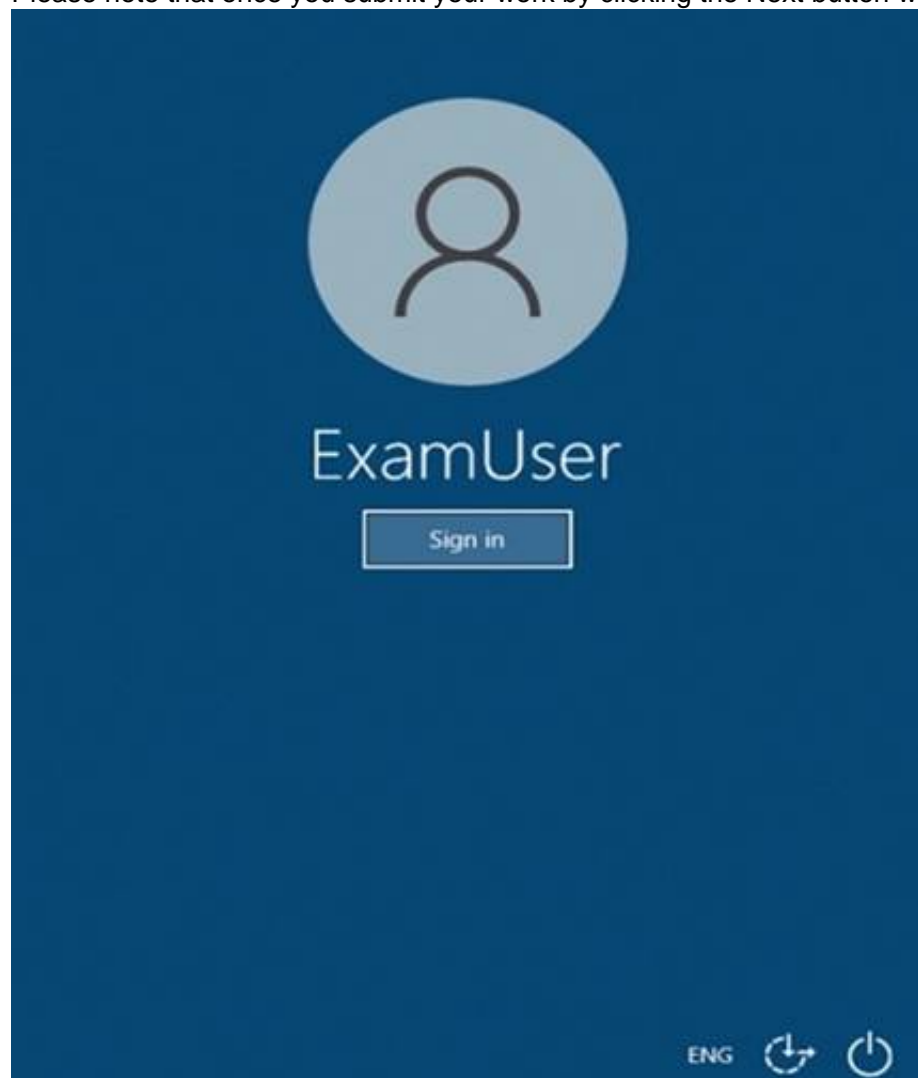 Please note that once you submit your work by clicking the Next button
ExamUser
Sign in
ENG